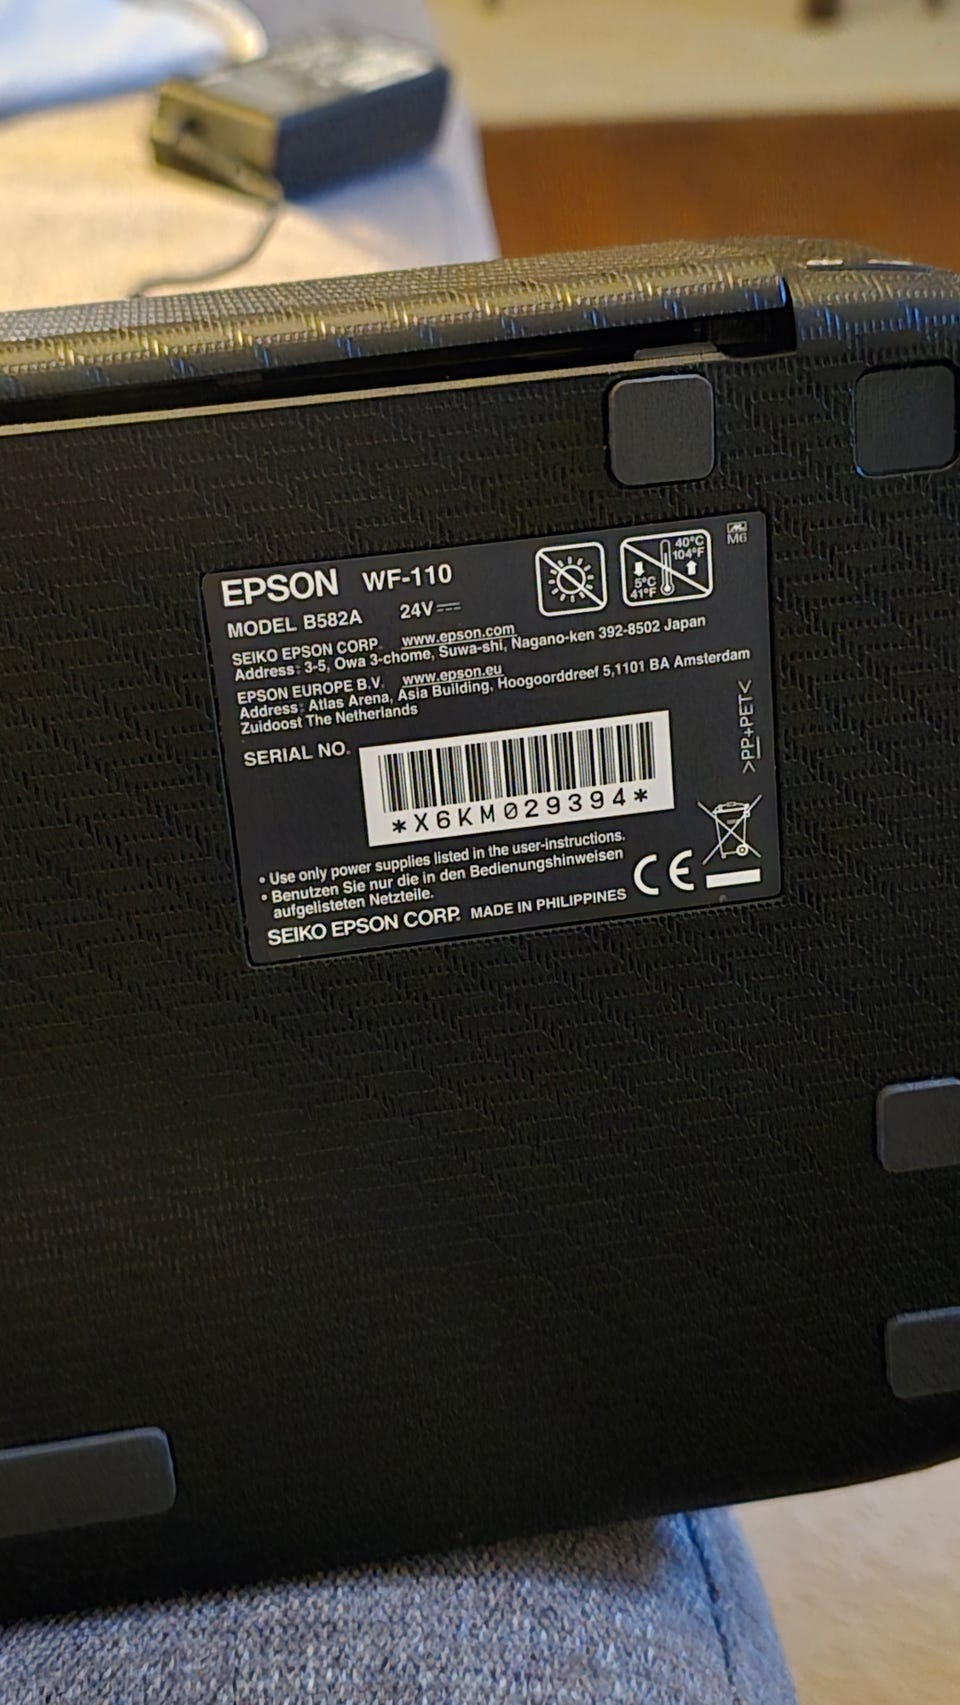 EPSON WF-110
MODEL B582A 24V
SEIKO EPSON CORP. www.epson.com
Address: 3-5, Owa 3-chome, Suwa-shi, Nagano-ken 392-8502 Japan
EPSON EUROPE B.V. www.epson.eu
Address: Atlas Arena, Asia Building, Hoogoorddreef 5,1101 BA Amsterdam
Zuidoost The Netherlands
SERIAL NO.
*X6KM029394*
• Use only power supplies listed in the user-instructions.
• Benutzen Sie nur die in den Bedienungshinweisen
aufgelisteten Netzteile.
SEIKO EPSON CORP. MADE IN PHILIPPINES
CE
5°C
41°F
40°C
104°F
M6
>PP+PET<